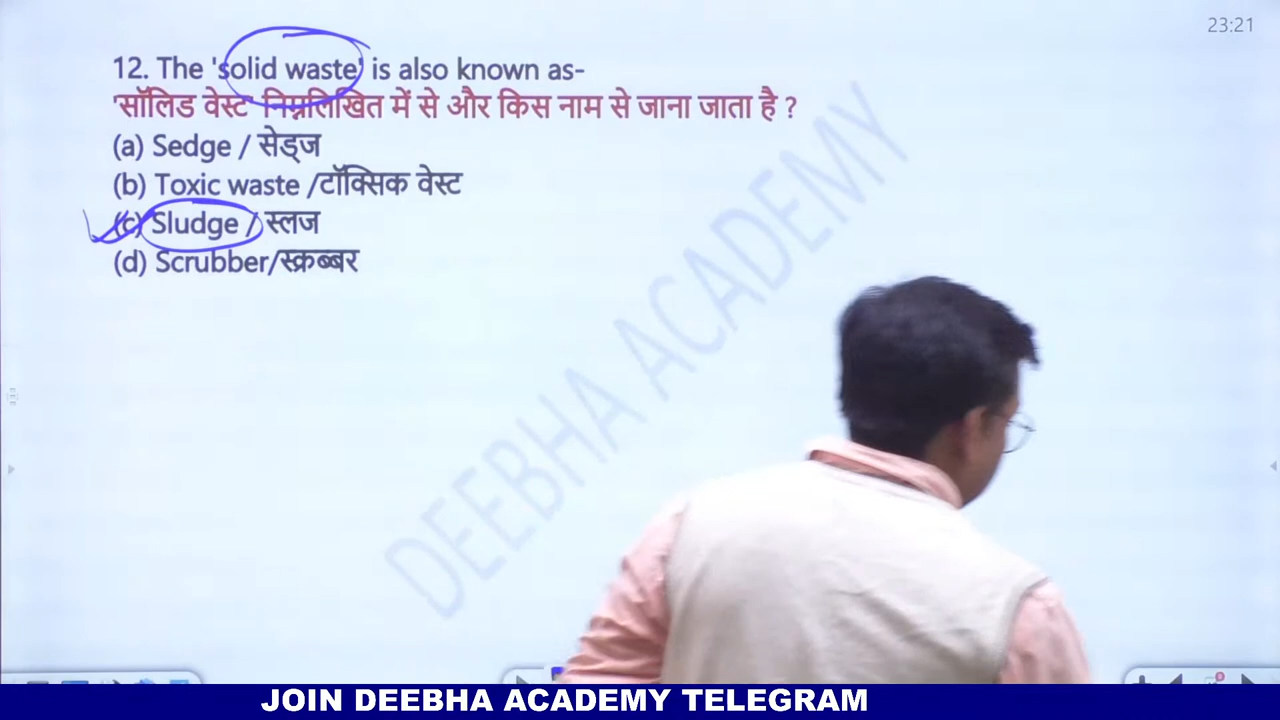 23:21
12. The 'solid waste' is also known as-
'सॉलिड वेस्ट' निम्नलिखित में से और किस नाम से जाना जाता है ?
(a) Sedge / सेड्ज
(b) Toxic waste /टॉक्सिक वेस्ट
(c) Sludge / स्लज
(d) Scrubber/स्क्रब्बर
DEEBHA ACADEMY
JOIN DEEBHA ACADEMY TELEGRAM